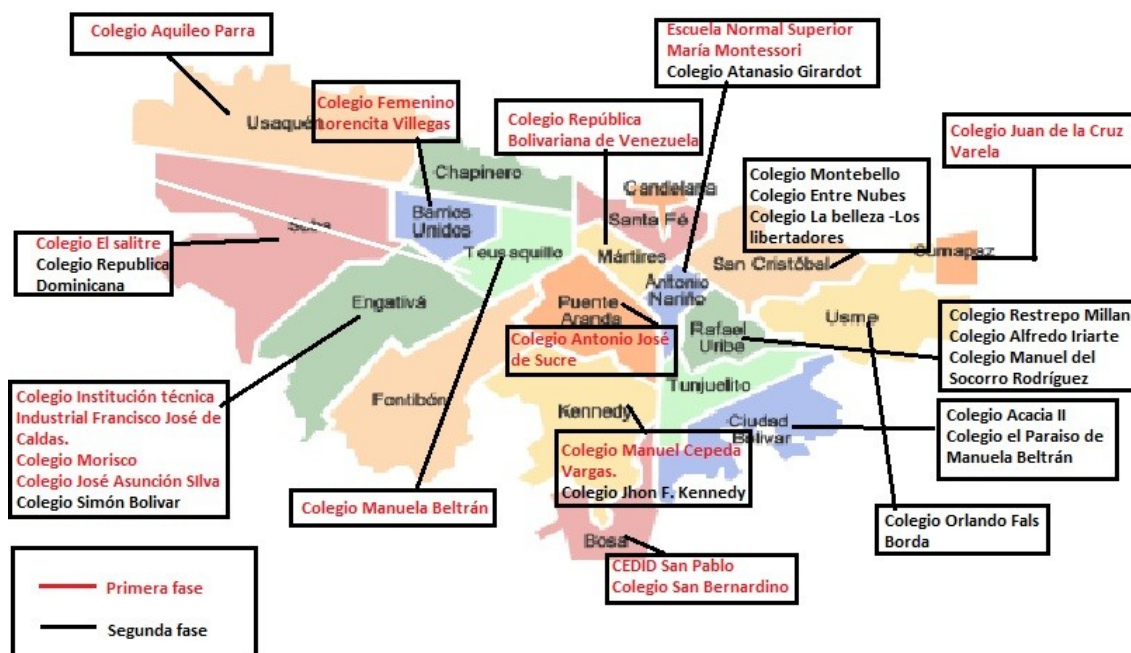 Colegio Aquileo Parra
Escuela Normal Superior
María Montessori
Colegio Atanasio Girardot
Colegio Femenino
Lorencita Villegas
Colegio República
Bolivariana de Venezuela
Colegio Juan de la Cruz
Varela
Usaquén
Chapinero
Candelaria
Santa Fé
Colegio Montebello
Colegio Entre Nubes
Colegio La belleza -Los
libertadores
Suba
Barrios
Unidos
Teusaquillo
Mártires
San Cristóbal
Sumapaz
Colegio El salitre
Colegio Republica
Dominicana
Engativá
Puente
Aranda
Antonio
Nariño
Rafael
Uribe
Usme
Colegio Antonio José
de Sucre
Colegio Restrepo Millan
Colegio Alfredo Iriarte
Colegio Manuel del
Socorro Rodríguez
Fontibón
Kennedy
Tunjuelito
Ciudad
Bolivar
Colegio Institución técnica
Industrial Francisco José de
Caldas.
Colegio Morisco
Colegio José Asunción SIlva
Colegio Simón Bolivar
Colegio Manuela Beltrán
Colegio Manuel Cepeda
Vargas.
Colegio Jhon F. Kennedy
Colegio Acacia II
Colegio el Paraiso de
Manuela Beltrán
Bosa
CEDID San Pablo
Colegio San Bernardino
Colegio Orlando Fals
Borda
Primera fase
Segunda fase